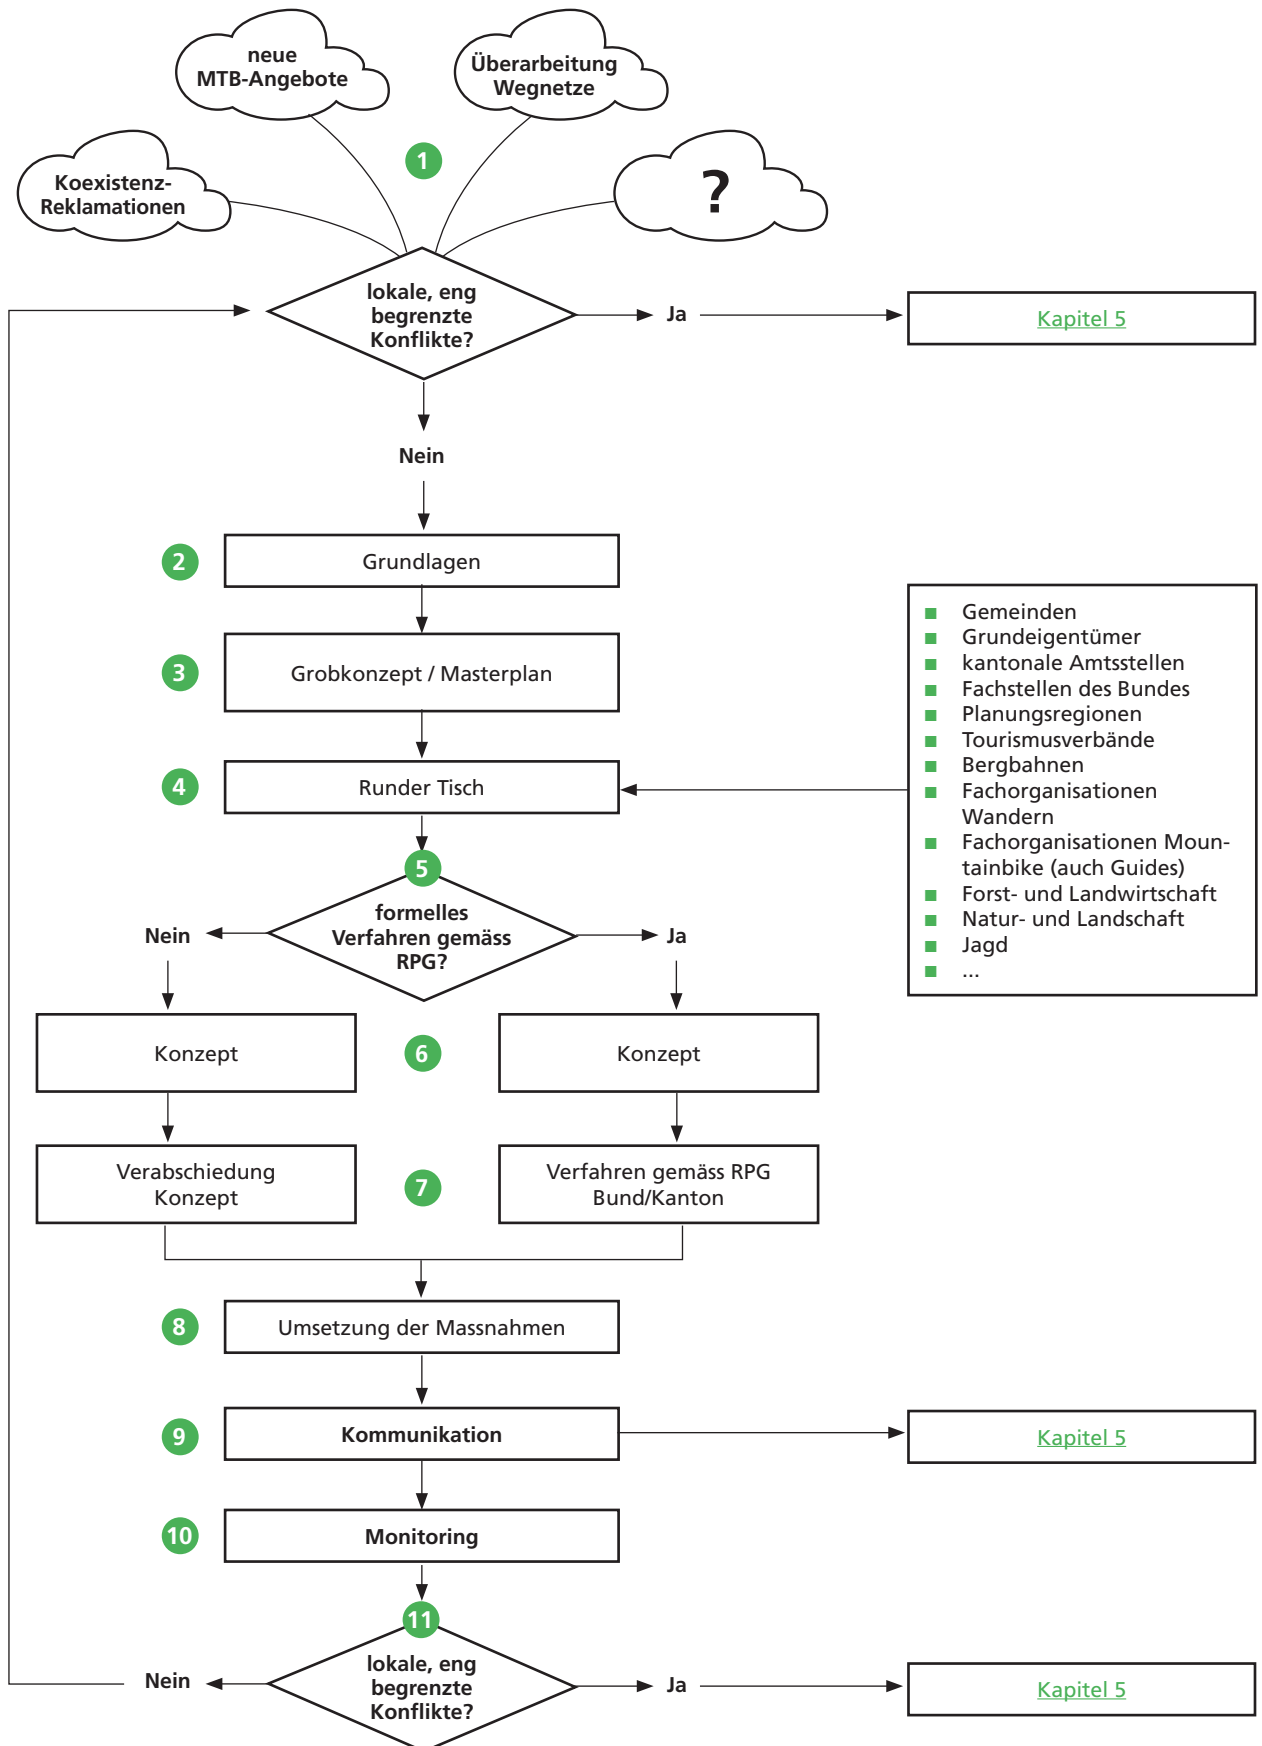 neue
MTB-Angebote
Überarbeitung
Wegnetze
1
Koexistenz-
Reklamationen
?
lokale, eng
begrenzte
Konflikte?
Ja
Kapitel 5
Nein
2
Grundlagen
3
Grobkonzept / Masterplan
4
Runder Tisch
Gemeinden
Grundeigentümer
kantonale Amtsstellen
Fachstellen des Bundes
Planungsregionen
Tourismusverbände
Bergbahnen
Fachorganisationen
Wandern
Fachorganisationen Moun-
tainbike (auch Guides)
Forst- und Landwirtschaft
Natur- und Landschaft
Jagd
...
5
formelles
Verfahren gemäss
RPG?
Nein
Ja
Konzept
6
Konzept
Verabschiedung
Konzept
7
Verfahren gemäss RPG
Bund/Kanton
8
Umsetzung der Massnahmen
9
Kommunikation
Kapitel 5
10
Monitoring
11
lokale, eng
begrenzte
Konflikte?
Nein
Ja
Kapitel 5